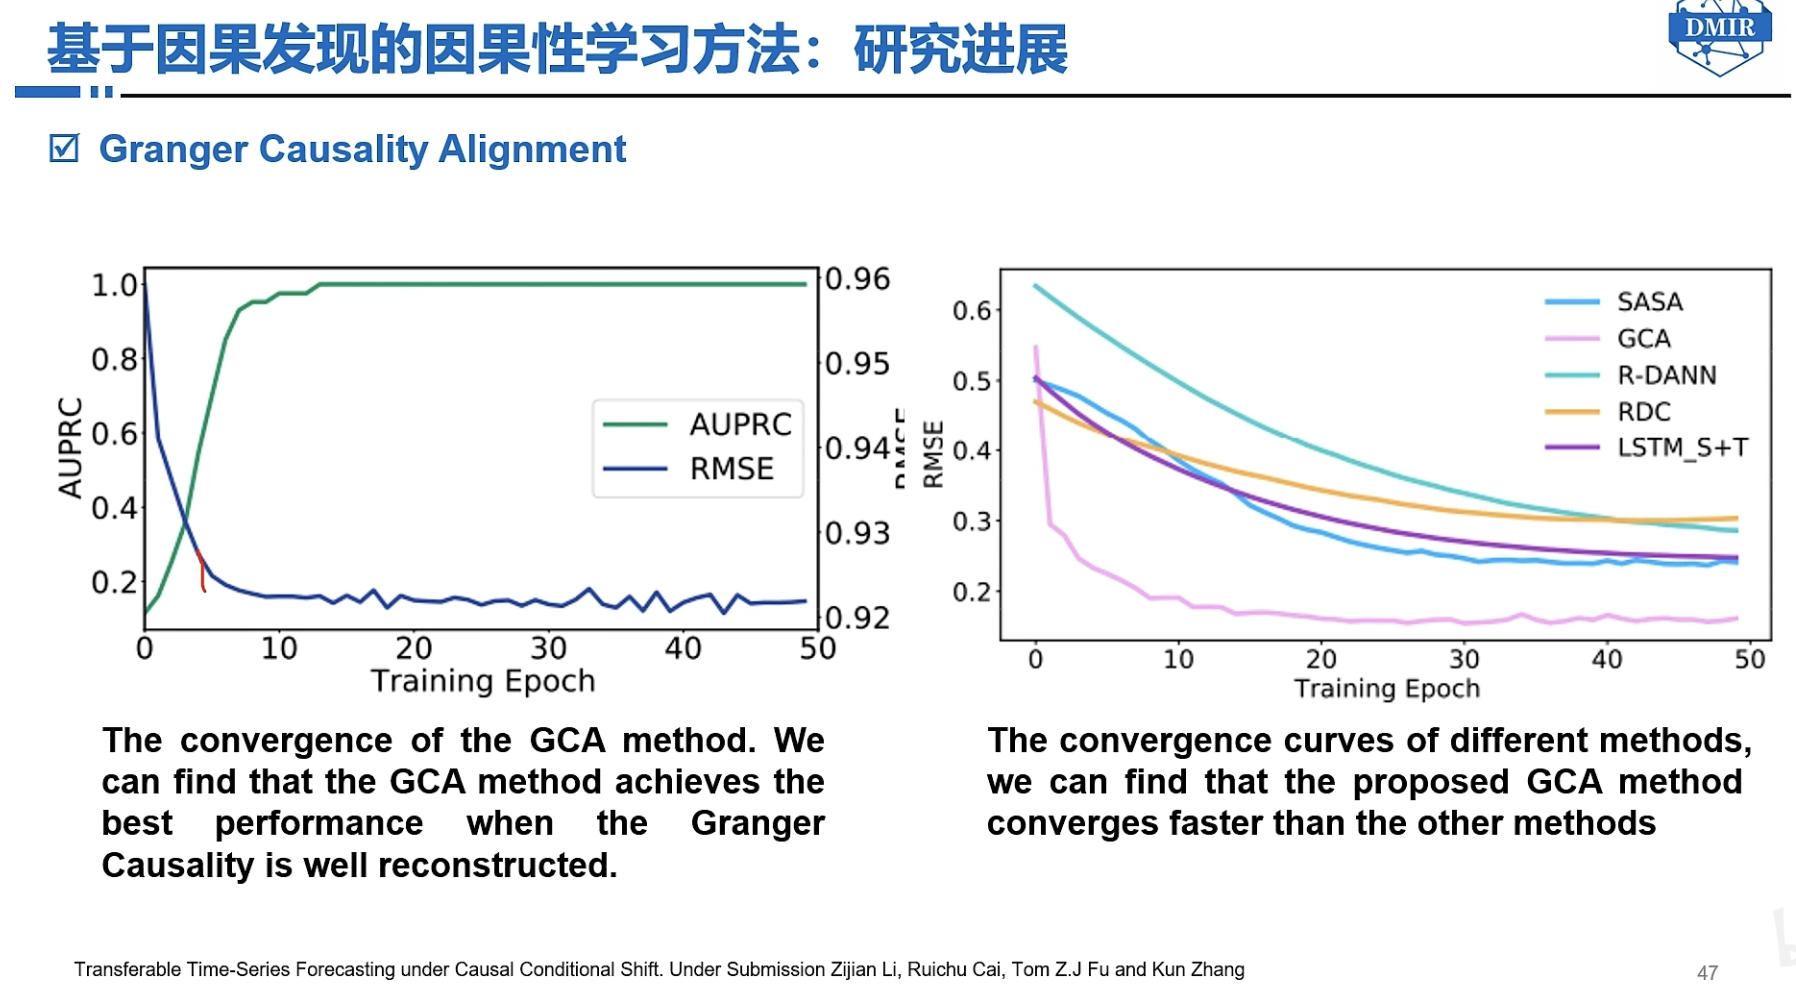 基于因果发现的因果性学习方法：研究进展
DMIR
Granger Causality Alignment
1.0
0.8
0.6
0.4
0.2
AUPRC
0.96
0.95
0.94
0.93
0.92
RMSE
AUPRC
RMSE
0
10
20
30
40
50
Training Epoch
0.6
0.5
0.4
0.3
0.2
RMSE
SASA
GCA
R-DANN
RDC
LSTM_S+T
0
10
20
30
40
50
Training Epoch
The convergence of the GCA method. We
can find that the GCA method achieves the
best performance when the Granger
Causality is well reconstructed.
The convergence curves of different methods,
we can find that the proposed GCA method
converges faster than the other methods
Transferable Time-Series Forecasting under Causal Conditional Shift. Under Submission Zijian Li, Ruichu Cai, Tom Z.J Fu and Kun Zhang
47